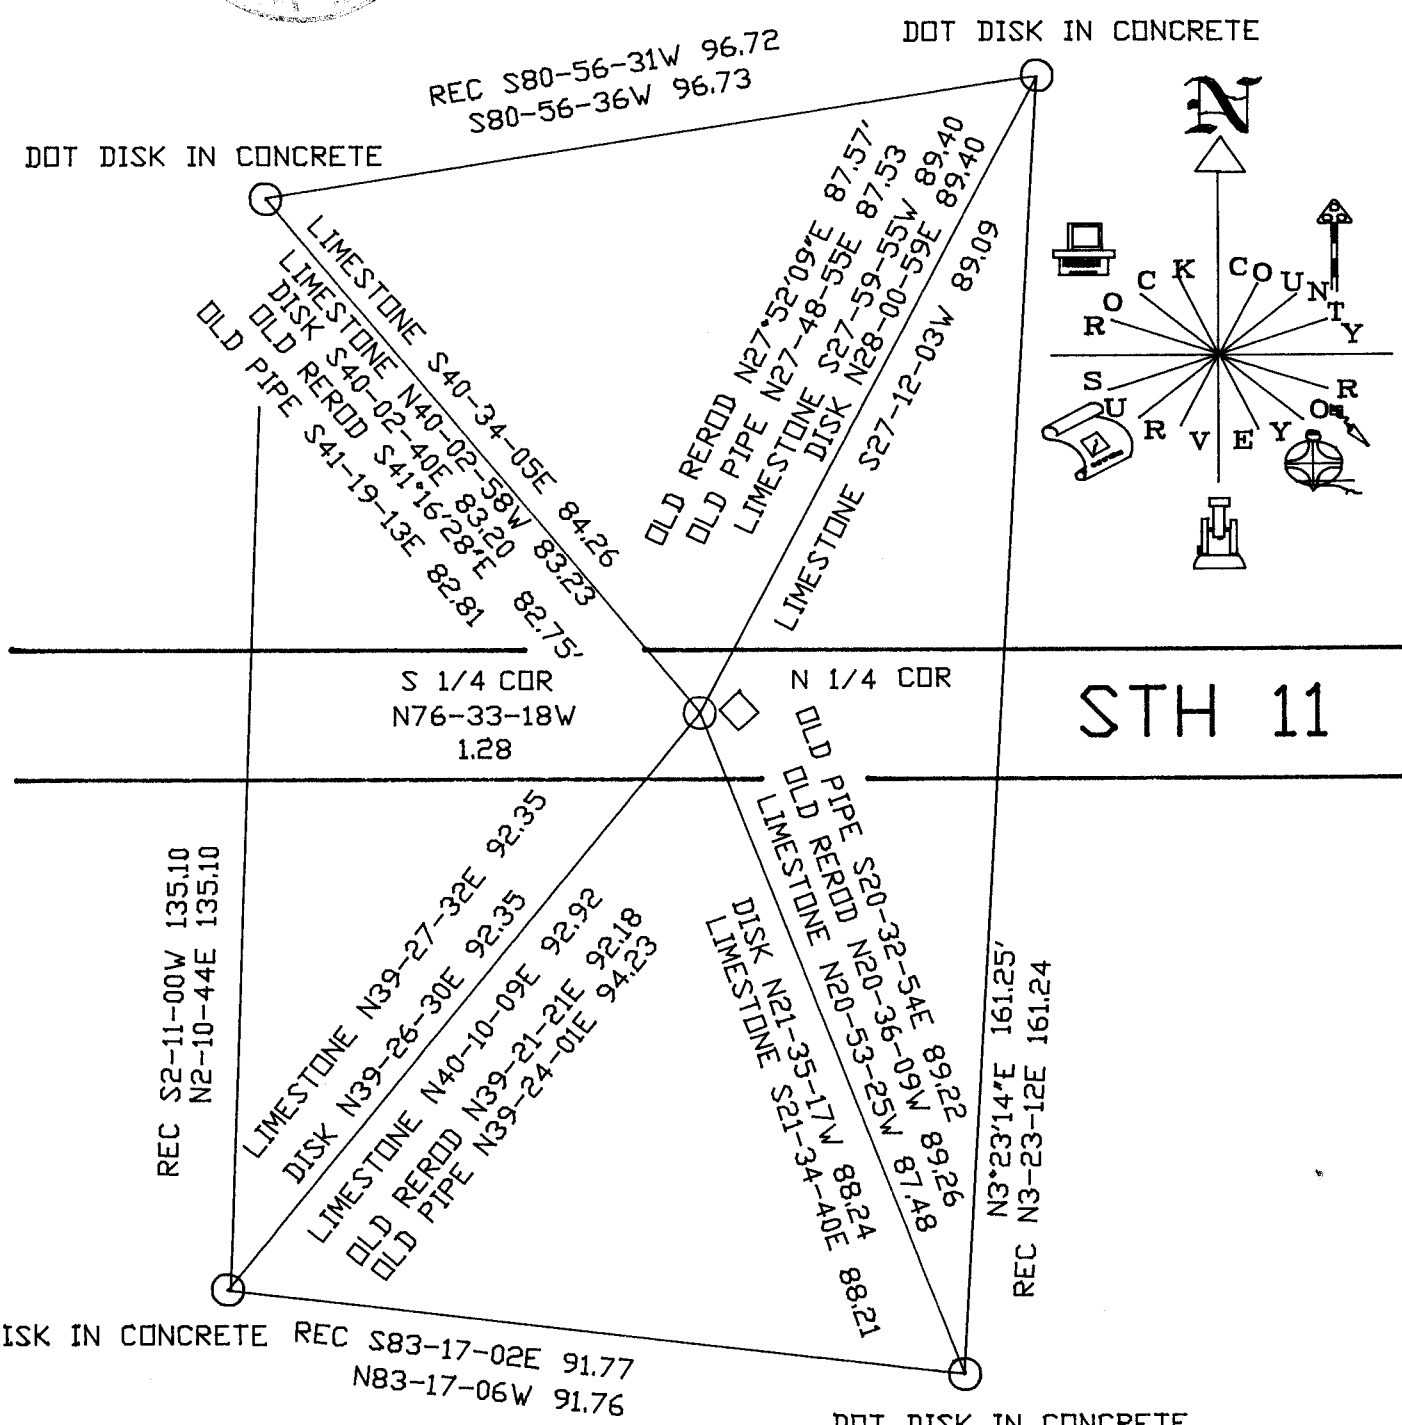 DOT DISK IN CONCRETE
REC S80-56-31W 96.72
S80-56-36W 96.73
DOT DISK IN CONCRETE
N
ROCK COUNTY
SURVEYOR
LIMESTONE S40-34-05E 84.26
LIMESTONE N40-02-58W 83.23
DISK S40-02-40E 83.20
OLD REROD S41°16'28"E 82.75'
OLD PIPE S41-19-13E 82.81
OLD REROD N27°52'09"E 87.57'
OLD PIPE N27-48-55E 87.53
LIMESTONE S27-59-55W 89.40
DISK N28-00-59E 89.40
LIMESTONE S27-12-03W 89.09
S 1/4 COR
N76-33-18W
1.28
N 1/4 COR
STH 11
REC S2-11-00W 135.10
N2-10-44E 135.10
LIMESTONE N39-27-32E 92.35
DISK N39-26-30E 92.35
LIMESTONE N40-10-09E 92.92
OLD REROD N39-21-21E 92.18
OLD PIPE N39-24-01E 94.23
OLD PIPE S20-32-54E 89.22
OLD REROD N20-36-09W 89.26
LIMESTONE N20-53-25W 87.48
DISK N21-35-17W 88.24
LIMESTONE S21-34-40E 88.21
N3°23'14"E 161.25'
REC N3-23-12E 161.24
ISK IN CONCRETE
REC S83-17-02E 91.77
N83-17-06W 91.76
DOT DISK IN CONCRETE